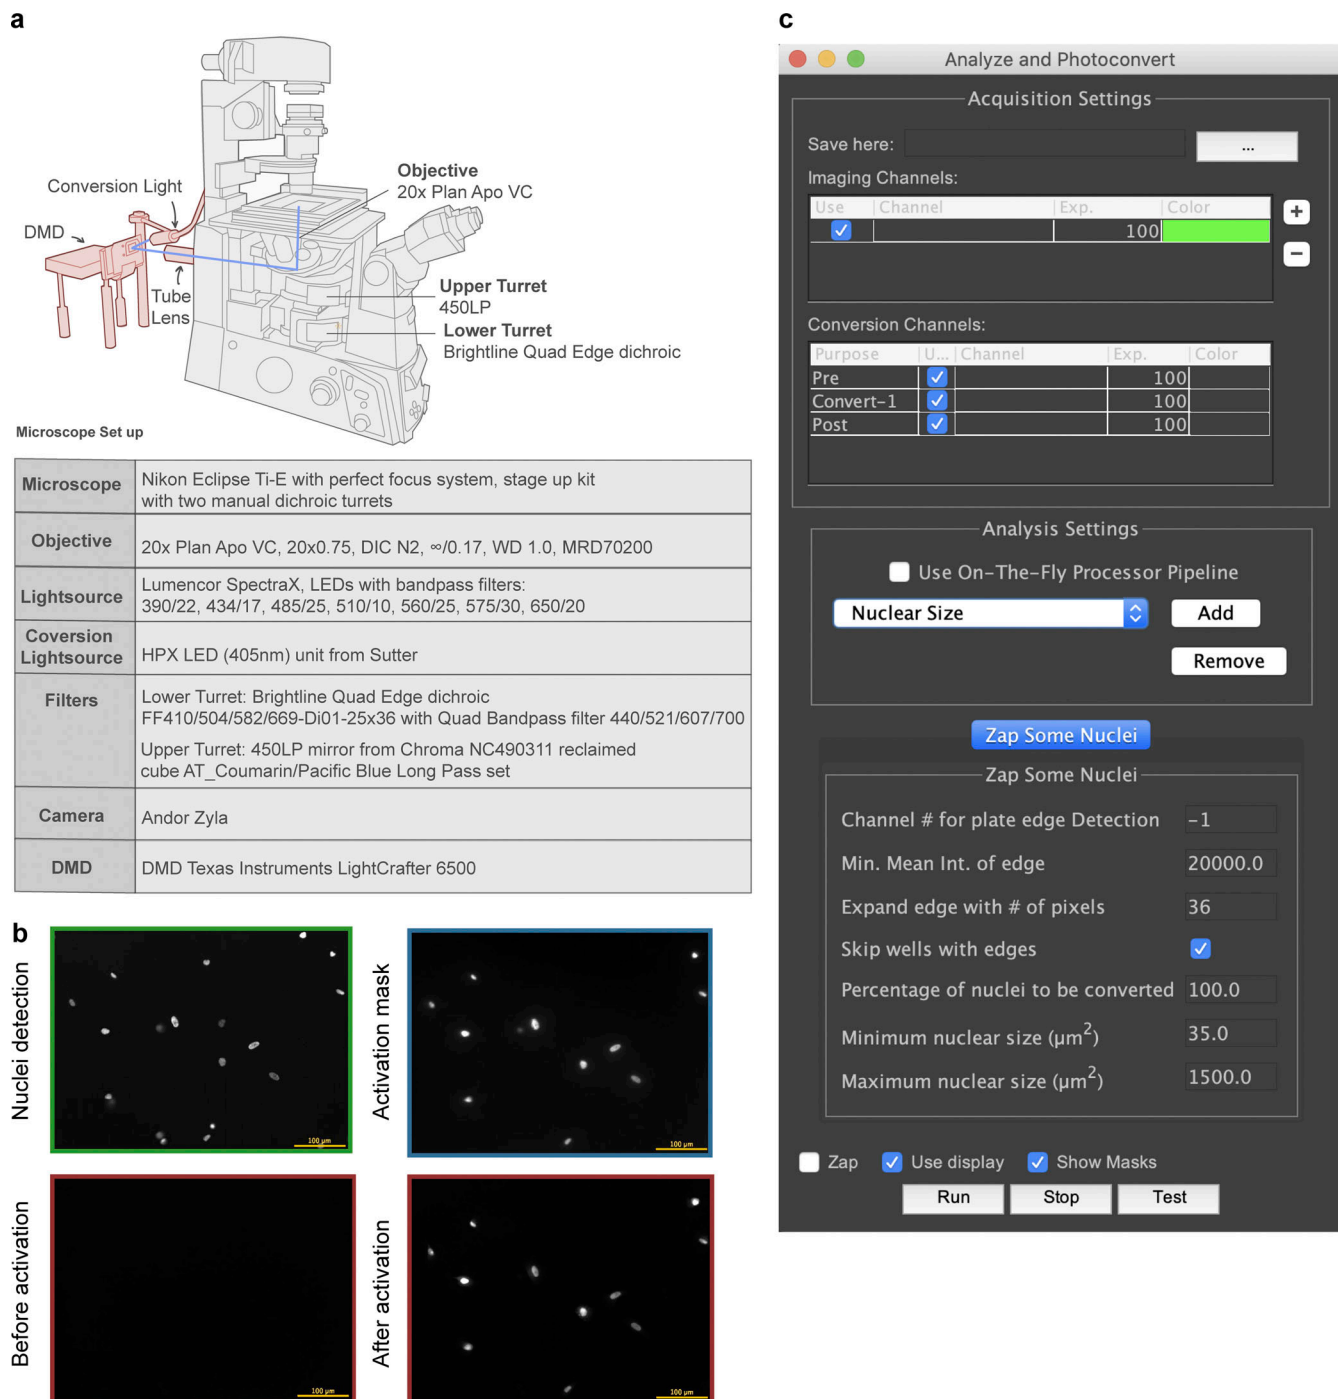 a
Conversion Light
DMD
Tube
Lens
Objective
20x Plan Apo VC
Upper Turret
450LP
Lower Turret
Brightline Quad Edge dichroic
Microscope Set up
Microscope
Nikon Eclipse Ti-E with perfect focus system, stage up kit
with two manual dichroic turrets
Objective
20x Plan Apo VC, 20x0.75, DIC N2, ∞/0.17, WD 1.0, MRD70200
Lightsource
Lumencor SpectraX, LEDs with bandpass filters:
390/22, 434/17, 485/25, 510/10, 560/25, 575/30, 650/20
Coversion
Lightsource
HPX LED (405nm) unit from Sutter
Filters
Lower Turret: Brightline Quad Edge dichroic
FF410/504/582/669-Di01-25x36 with Quad Bandpass filter 440/521/607/700
Upper Turret: 450LP mirror from Chroma NC490311 reclaimed
cube AT_Coumarin/Pacific Blue Long Pass set
Camera
Andor Zyla
DMD
DMD Texas Instruments LightCrafter 6500
b
Nuclei detection
100 µm
Activation mask
100 µm
Before activation
100 µm
After activation
100 µm
c
Analyze and Photoconvert
Acquisition Settings
Save here:
...
Imaging Channels:
Use Channel Exp. Color
100
+
−
Conversion Channels:
Purpose U... Channel Exp. Color
Pre 100
Convert-1 100
Post 100
Analysis Settings
Use On-The-Fly Processor Pipeline
Nuclear Size Add
Remove
Zap Some Nuclei
Zap Some Nuclei
Channel # for plate edge Detection -1
Min. Mean Int. of edge 20000.0
Expand edge with # of pixels 36
Skip wells with edges
Percentage of nuclei to be converted 100.0
Minimum nuclear size (µm²) 35.0
Maximum nuclear size (µm²) 1500.0
Zap Use display Show Masks
Run Stop Test